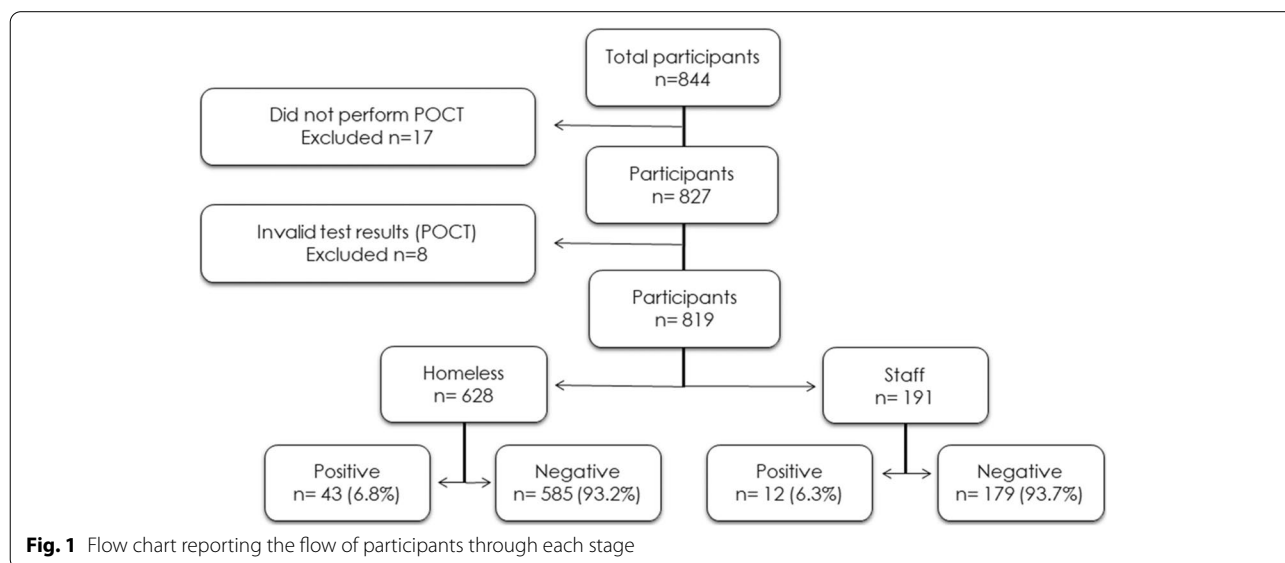 Total participants
n=844
Did not perform POCT
Excluded n=17
Participants
n= 827
Invalid test results (POCT)
Excluded n=8
Participants
n= 819
Homeless
n= 628
Staff
n= 191
Positive
n= 43 (6.8%)
Negative
n= 585 (93.2%)
Positive
n= 12 (6.3%)
Negative
n= 179 (93.7%)
Fig. 1 Flow chart reporting the flow of participants through each stage